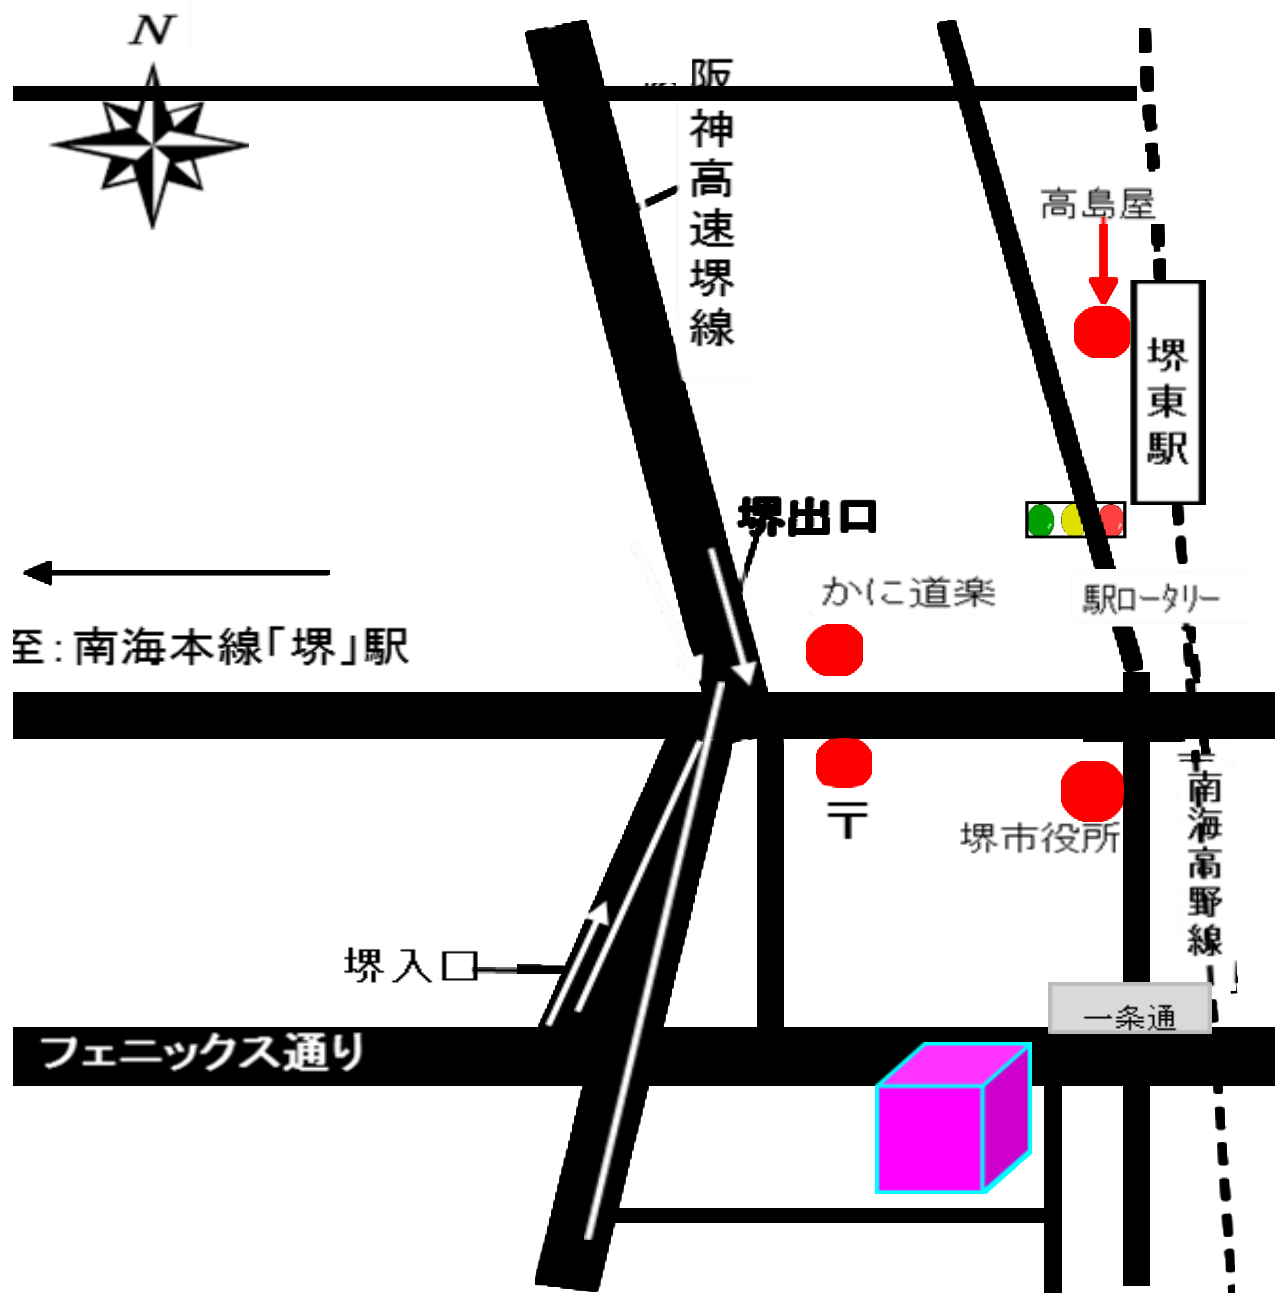 N
阪神高速堺線
高島屋
堺東駅
堺出口
かに道楽
駅ロータリー
至：南海本線「堺」駅
〒
堺市役所
南海高野線
堺入口
一条通
フェニックス通り